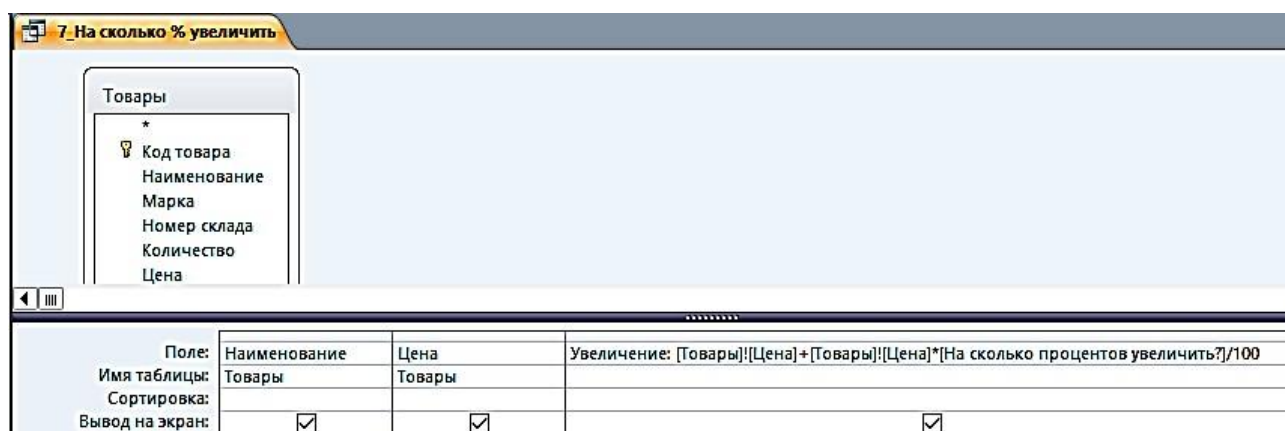 7_На сколько % увеличить
Товары
*
Код товара
Наименование
Марка
Номер склада
Количество
Цена
Поле: Наименование Цена Увеличение: [Товары]![Цена]+[Товары]![Цена]*[На сколько процентов увеличить?]/100
Имя таблицы: Товары Товары
Сортировка:
Вывод на экран: